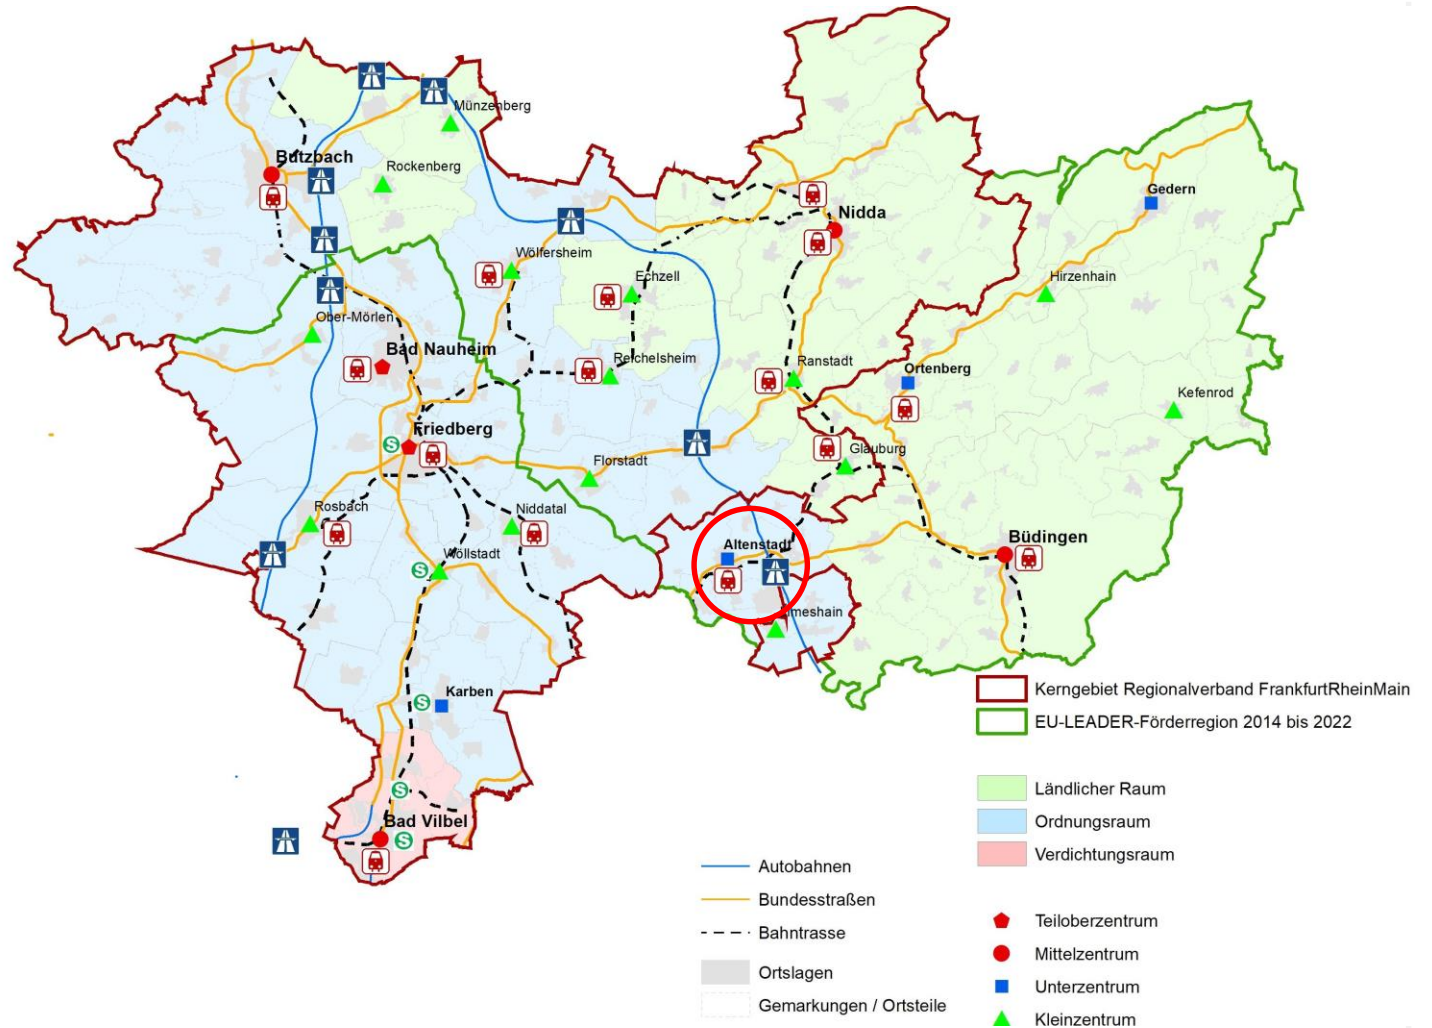 Münzenberg
Butzbach
Rockenberg
Gedern
Nidda
Wölfersheim
Echzell
Hirzenhain
Ober-Mörlen
Bad Nauheim
Reichelsheim
Ranstadt
Ortenberg
Kefenrod
Friedberg
S
Glauburg
Florstadt
Rosbach
Niddatal
Altenstadt
Büdingen
Wöllstadt
S
Limeshain
Karben
S
S
Bad Vilbel
S
Kerngebiet Regionalverband FrankfurtRheinMain
EU-LEADER-Förderregion 2014 bis 2022
Ländlicher Raum
Ordnungsraum
Verdichtungsraum
Autobahnen
Bundesstraßen
Bahntrasse
Ortslagen
Gemarkungen / Ortsteile
Teiloberzentrum
Mittelzentrum
Unterzentrum
Kleinzentrum